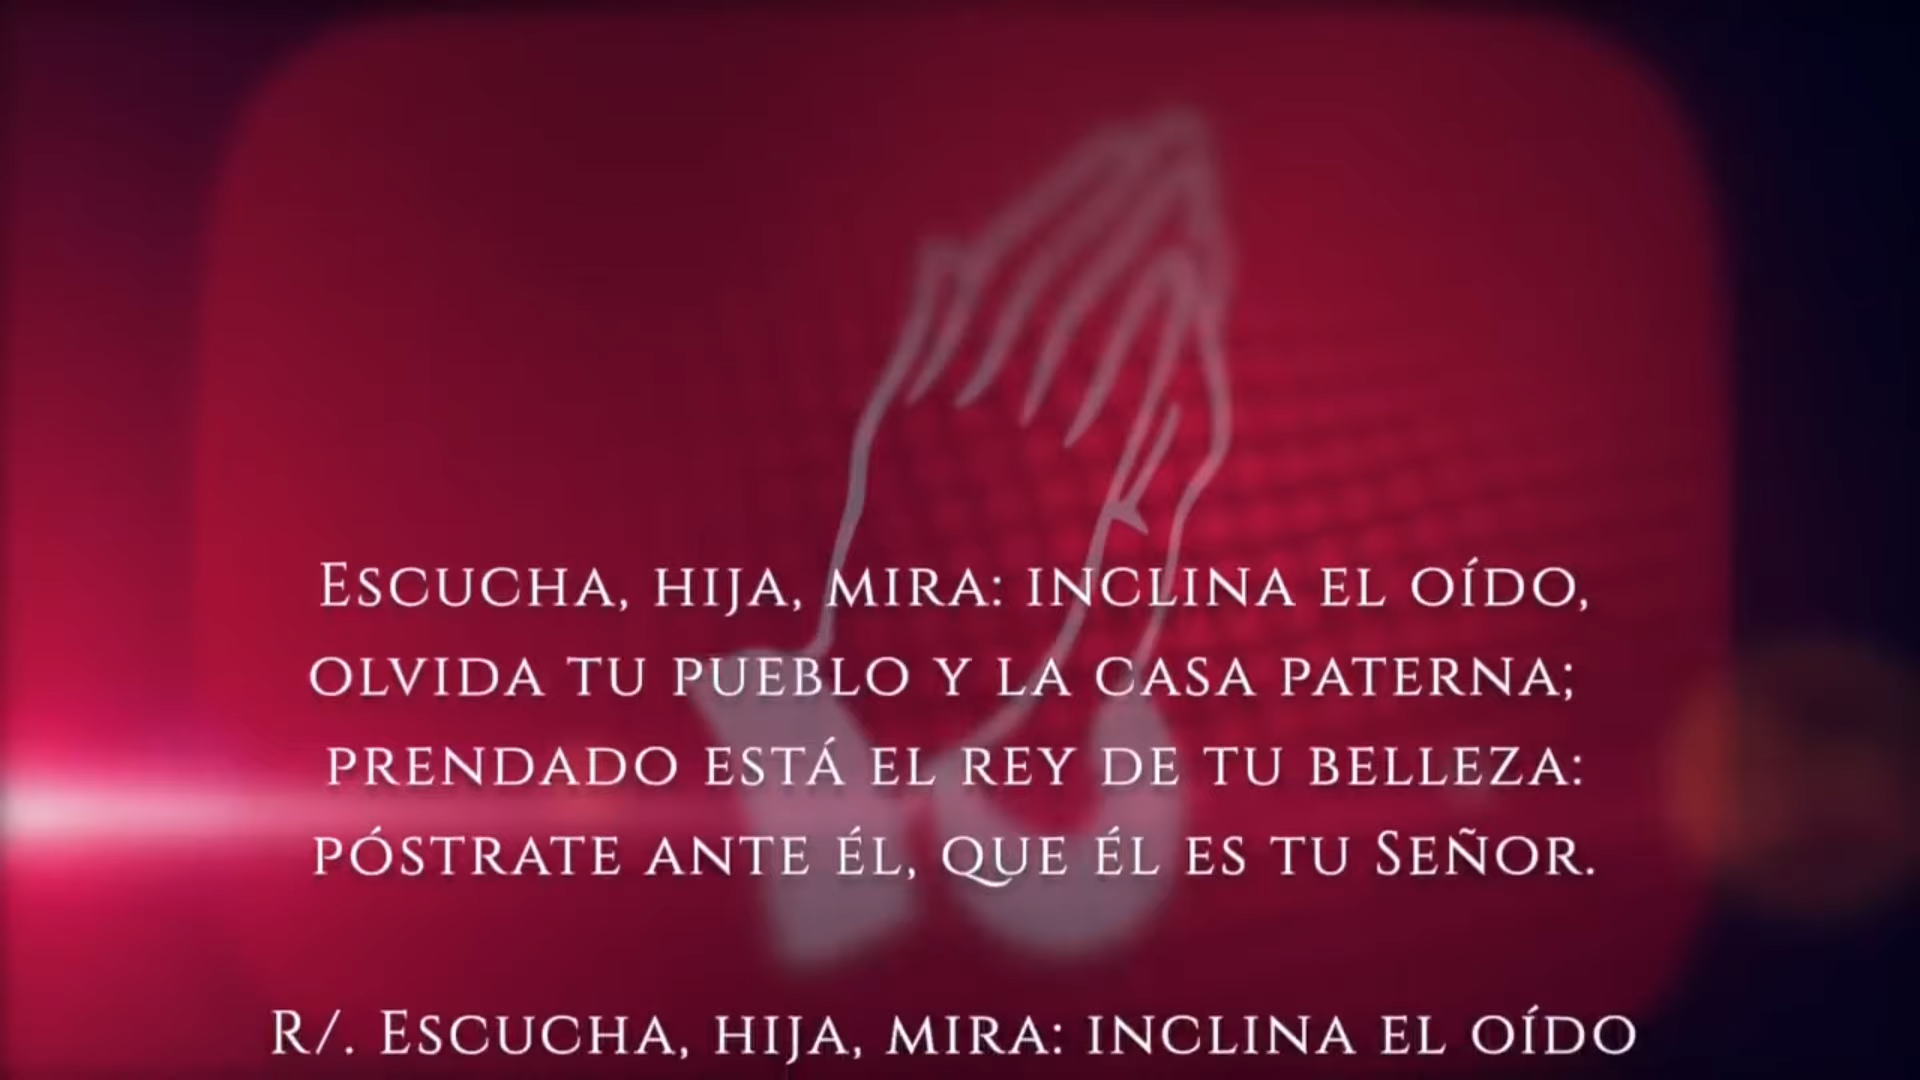 Escucha, hija, mira: inclina el oído,
olvida tu pueblo y la casa paterna;
prendado está el rey de tu belleza:
póstrate ante él, que él es tu Señor.
R/. Escucha, hija, mira: inclina el oído